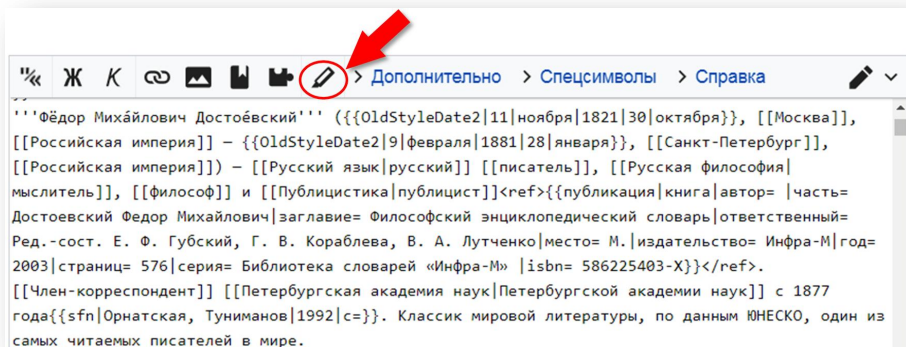 Ж К > Дополнительно > Спецсимволы > Справка
}}
'''Фёдор Миха́йлович Достое́вский''' ({{OldStyleDate2|11|ноября|1821|30|октября}}, [[Москва]],
[[Российская империя]] — {{OldStyleDate2|9|февраля|1881|28|января}}, [[Санкт-Петербург]],
[[Российская империя]]) — [[Русский язык|русский]] [[писатель]], [[Русская философия|
мыслитель]], [[философ]] и [[Публицистика|публицист]]<ref>{{публикация|книга|автор= |часть=
Достоевский Федор Михайлович|заглавие= Философский энциклопедический словарь|ответственный=
Ред.-сост. Е. Ф. Губский, Г. В. Кораблева, В. А. Лутченко|место= М.|издательство= Инфра-М|год=
2003|страниц= 576|серия= Библиотека словарей «Инфра-М» |isbn= 586225403-X}}</ref>.
[[Член-корреспондент]] [[Петербургская академия наук|Петербургской академии наук]] с 1877
года{{sfn|Орнатская, Туниманов|1992|с=}}. Классик мировой литературы, по данным ЮНЕСКО, один из
самых читаемых писателей в мире.